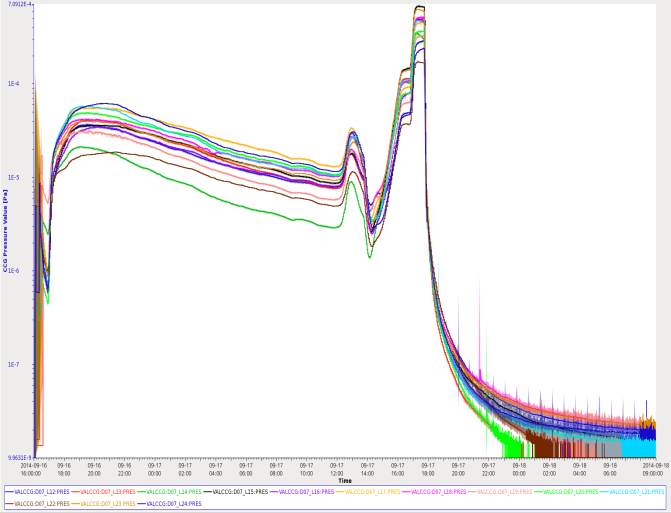 7.0912E-4
1E-4
1E-5
1E-6
1E-7
9.9631E-9
CCG Pressure Value [Pa]
2014-09-16 09-16 09-16 09-16 09-16 09-17 09-17 09-17 09-17 09-17 09-17 09-17 09-17 09-17 09-17 09-17 09-18 09-18 09-18 09-18 2014-09-18
16:00:00 18:00 20:00 22:00 00:00 02:00 04:00 06:00 08:00 10:00 12:00 14:00 16:00 18:00 20:00 22:00 00:00 02:00 04:00 06:00 09:00:00
Time
VALCCG:D07_L12:PRES VALCCG:D07_L13:PRES VALCCG:D07_L14:PRES VALCCG:D07_L15:PRES VALCCG:D07_L16:PRES VALCCG:D07_L17:PRES VALCCG:D07_L18:PRES VALCCG:D07_L19:PRES VALCCG:D07_L20:PRES VALCCG:D07_L21:PRES
VALCCG:D07_L22:PRES VALCCG:D07_L23:PRES VALCCG:D07_L24:PRES